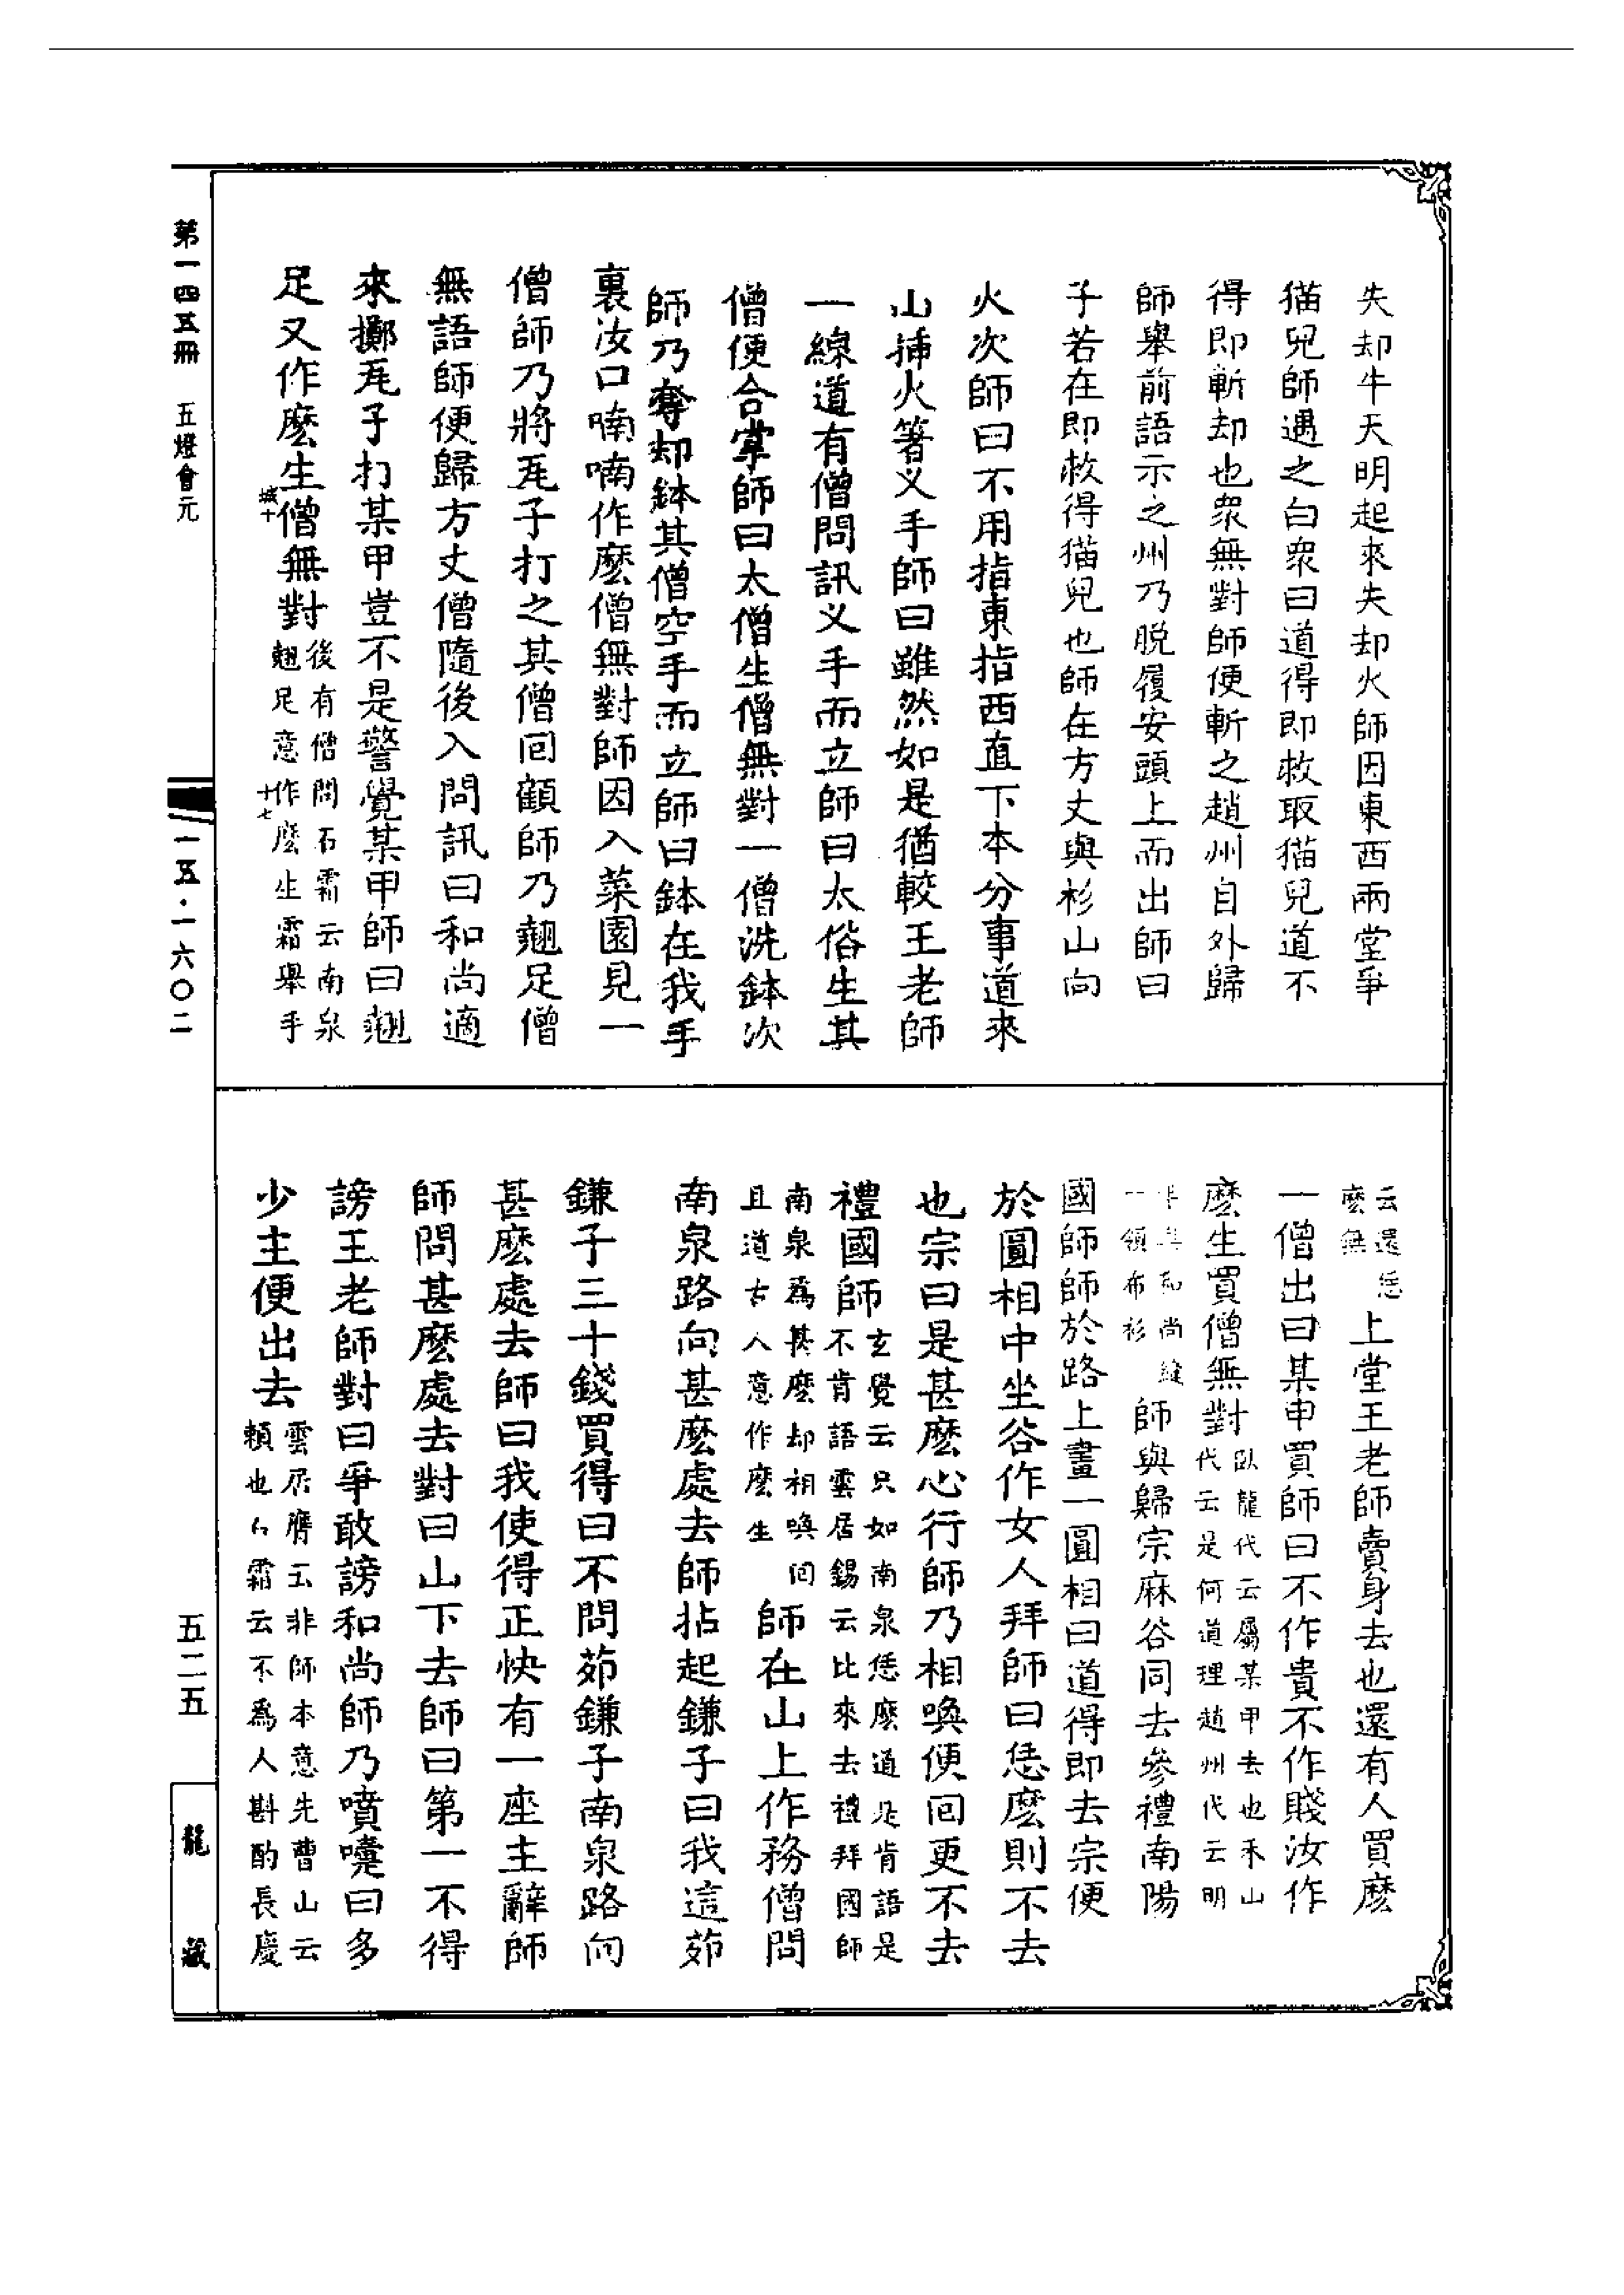 失却牛天明起來失却火師因東西兩堂爭
猫兒師遇之白衆曰道得即救取猫兒道不
得即斬却也衆無對師便斬之趙州自外歸
師舉前語示之州乃脫履安頭上而出師曰
子若在即救得猫兒也師在方丈與杉山向
火次師曰不用指東指西直下本分事道來
山揷火箸义手師曰雖然如是猶較王老師
一線道有僧問訊义手而立師曰太俗生其
僧便合掌師曰太僧生僧無對一僧洗鉢次
師乃奪却鉢其僧空手而立師曰鉢在我手
裏汝口喃喃作麽僧無對師因入菜園見一
僧師乃將瓦子打之其僧回顧師乃翹足僧
無語師便歸方丈僧隨後入問訊曰和尚適
來擲瓦子打某甲豈不是警覺某甲師曰翹
足又作麽生僧無對
後有僧問石霜云南泉
翹足意作麽生霜舉手
城十
十七
云還恁
麽無
上堂王老師賣身去也還有人買麽
一僧出曰某甲買師曰不作貴不作賤汝作
麽生買僧無對
臥龍代云屬某甲去也禾山
代云是何道理趙州代云明
年與和尚縫
一領布衫
師與歸宗麻谷同去參禮南陽
國師師於路上畫一圓相曰道得即去宗便
於圓相中坐谷作女人拜師曰恁麽則不去
也宗曰是甚麽心行師乃相喚便回更不去
禮國師
玄覺云只如南泉恁麽道是肯語是
不肯語雲居錫云比來去禮拜國師
南泉爲甚麽却相喚回
且道古人意作麽生
師在山上作務僧問
南泉路向甚麽處去師拈起鎌子曰我這茆
鎌子三十錢買得曰不問茆鎌子南泉路向
甚麽處去師曰我使得正快有一座主辭師
師問甚麽處去對曰山下去師曰第一不得
謗王老師對曰爭敢謗和尚師乃噴嚏曰多
少主便出去
雲居膺云非師本意先曹山云
賴也石霜云不爲人斟酌長慶
第一四五冊 五燈會元
一五·一六〇二
五二五
龍藏